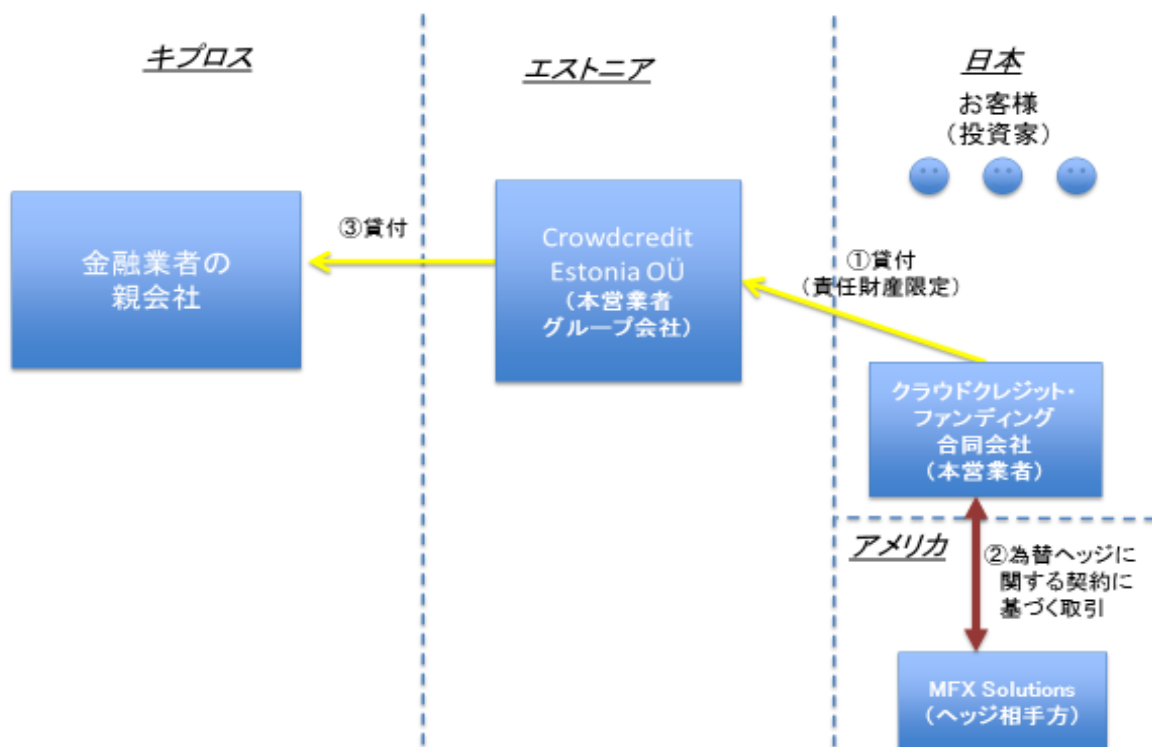 キプロス
エストニア
日本
お客様
（投資家）
金融業者の
親会社
③貸付
Crowdcredit
Estonia OÜ
（本営業者
グループ会社）
①貸付
（責任財産限定）
クラウドクレジット・
ファンディング
合同会社
（本営業者）
アメリカ
②為替ヘッジに
関する契約に
基づく取引
MFX Solutions
（ヘッジ相手方）